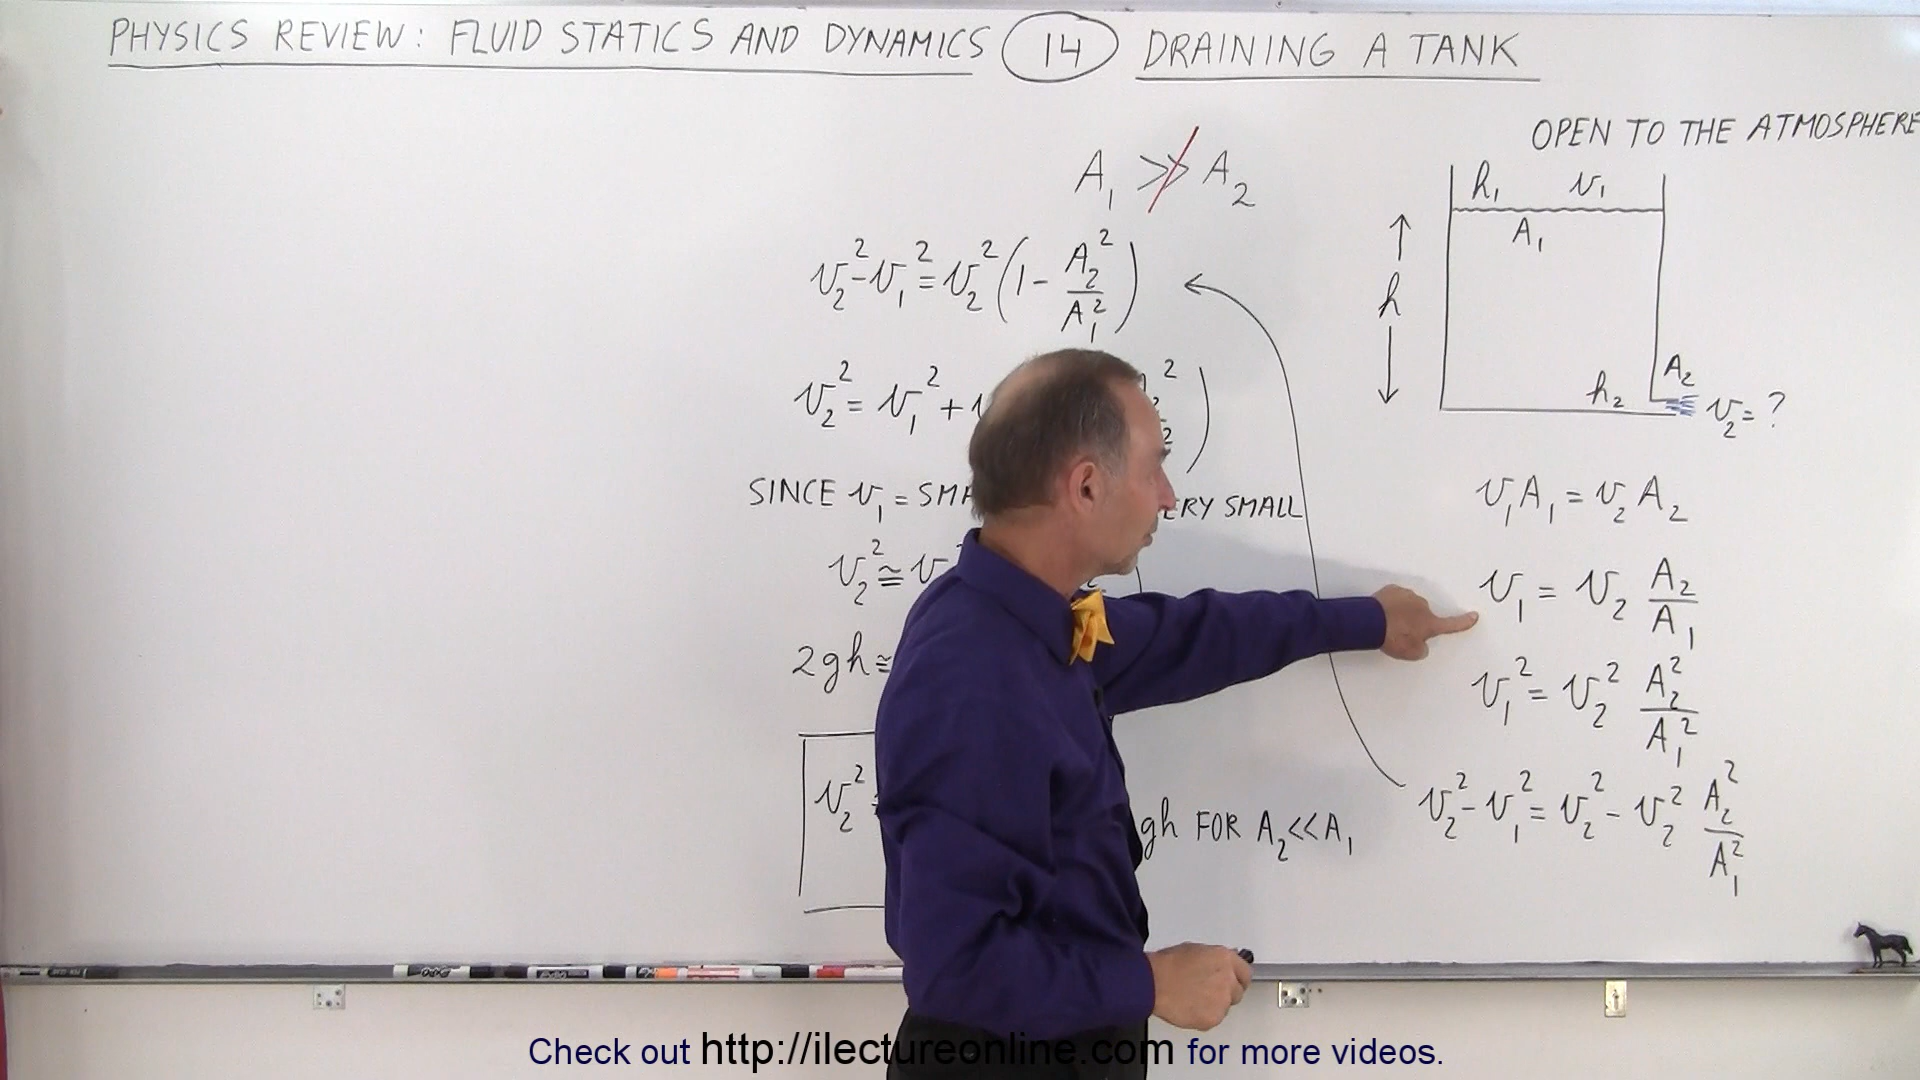 PHYSICS REVIEW: FLUID STATICS AND DYNAMICS 14 DRAINING A TANK
A₁ >> A₂
v₂² - v₁² = v₂² (1 - A₂²/A₁²)
v₂² = v₁² +
SINCE v₁ = SMALL
v₂² ≅ v
2gh ≅
v₂²
gh FOR A₂ << A₁
OPEN TO THE ATMOSPHERE
h₁ v₁
A₁
h
A₂
h₂ v₂ = ?
v₁A₁ = v₂A₂
v₁ = v₂ A₂/A₁
v₁² = v₂² A₂²/A₁²
v₂² - v₁² = v₂² - v₂² A₂²/A₁²
Check out http://ilectureonline.com for more videos.